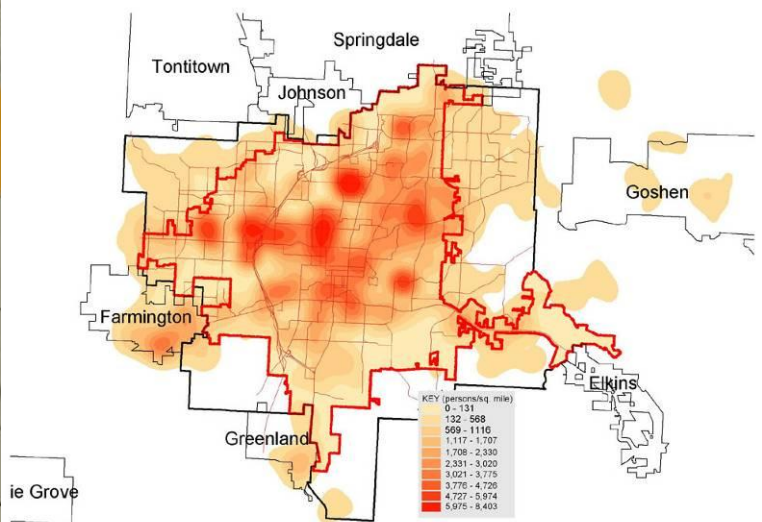 Springdale
Tontitown
Johnson
Goshen
Farmington
Elkins
KEY (persons/sq. mile)
0 - 131
132 - 568
569 - 1116
1,117 - 1,707
1,708 - 2,330
2,331 - 3,020
3,021 - 3,775
3,776 - 4,726
4,727 - 5,974
5,975 - 8,403
Greenland
ie Grove